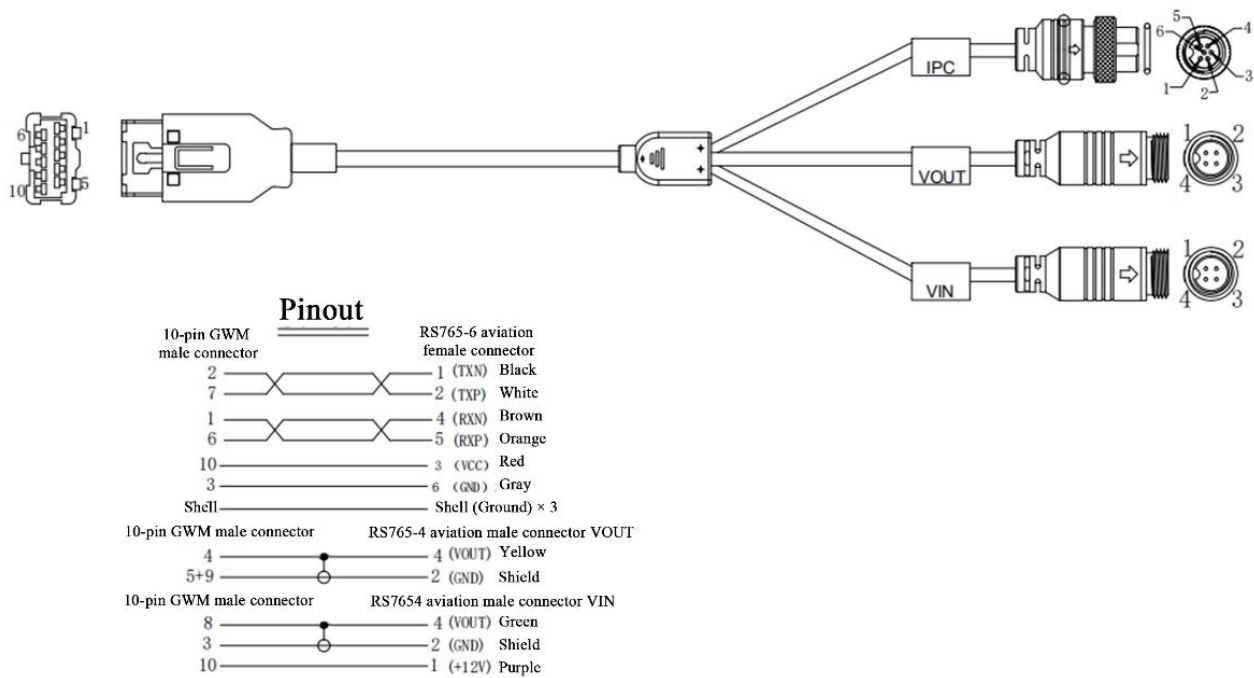 5
6
4
IPC
3
1
2
6
1
1
2
VOUT
10
5
4
3
1
2
VIN
4
3
Pinout
10-pin GWM
male connector
RS765-6 aviation
female connector
2 1 (TXN) Black
7 2 (TXP) White
1 4 (RXN) Brown
6 5 (RXP) Orange
10 3 (VCC) Red
3 6 (GND) Gray
Shell Shell (Ground) × 3
10-pin GWM male connector RS765-4 aviation male connector VOUT
4 4 (VOUT) Yellow
5+9 2 (GND) Shield
10-pin GWM male connector RS7654 aviation male connector VIN
8 4 (VOUT) Green
3 2 (GND) Shield
10 1 (+12V) Purple